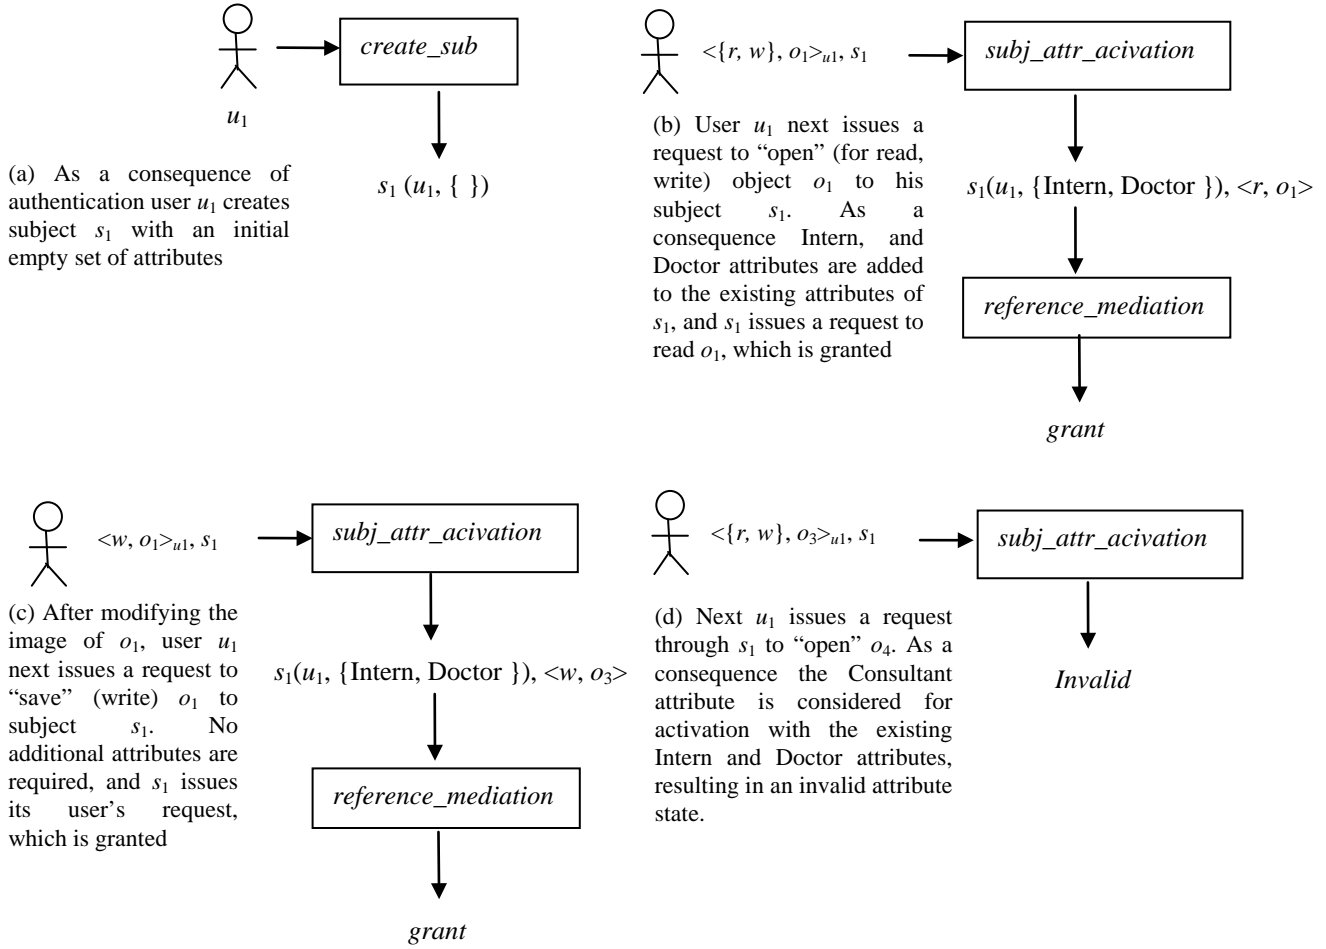 create_sub
u1
s1 (u1, { })
(a) As a consequence of
authentication user u1 creates
subject s1 with an initial
empty set of attributes
<{r, w}, o1>u1, s1
subj_attr_acivation
(b) User u1 next issues a
request to “open” (for read,
write) object o1 to his
subject s1. As a
consequence Intern, and
Doctor attributes are added
to the existing attributes of
s1, and s1 issues a request to
read o1, which is granted
s1(u1, {Intern, Doctor }), <r, o1>
reference_mediation
grant
<w, o1>u1, s1
subj_attr_acivation
(c) After modifying the
image of o1, user u1
next issues a request to
“save” (write) o1 to
subject s1. No
additional attributes are
required, and s1 issues
its user’s request,
which is granted
s1(u1, {Intern, Doctor }), <w, o3>
reference_mediation
grant
<{r, w}, o3>u1, s1
subj_attr_acivation
(d) Next u1 issues a request
through s1 to “open” o4. As a
consequence the Consultant
attribute is considered for
activation with the existing
Intern and Doctor attributes,
resulting in an invalid attribute
state.
Invalid